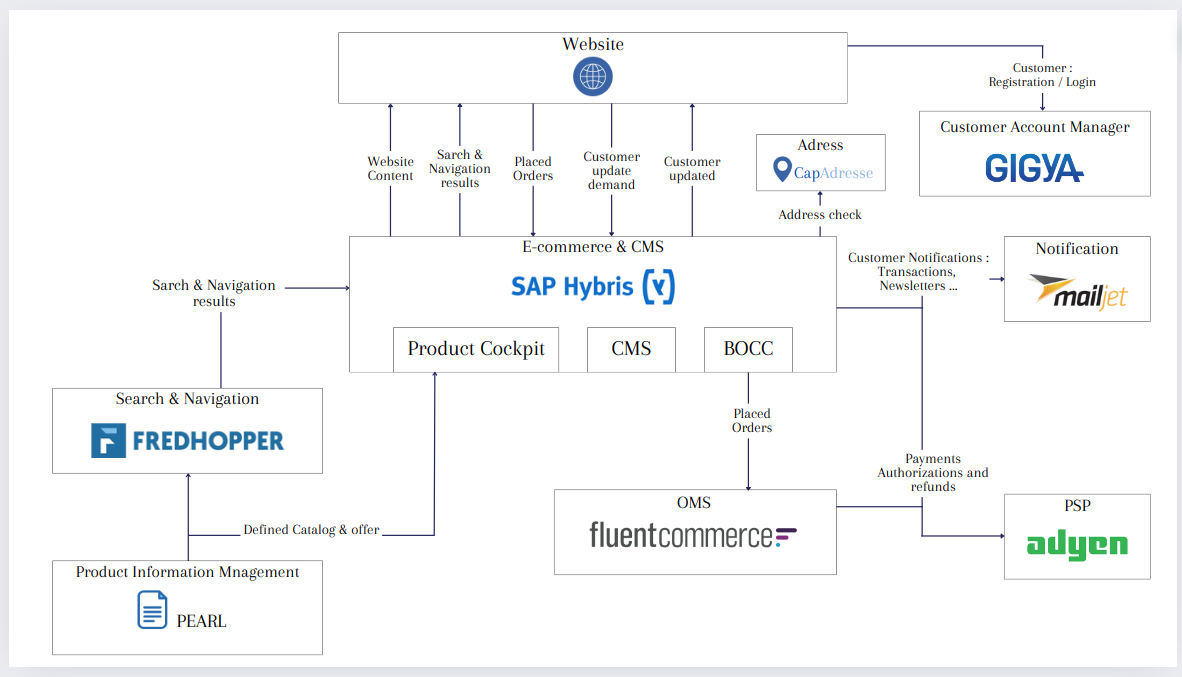 Website
Customer :
Registration / Login
Customer Account Manager
GIGYA
Website
Content
Sarch &
Navigation
results
Placed
Orders
Customer
update
demand
Customer
updated
Adress
CapAdresse
Address check
E-commerce & CMS
SAP Hybris
Product Cockpit
CMS
BOCC
Customer Notifications :
Transactions,
Newsletters ...
Notification
mailjet
Sarch & Navigation
results
Search & Navigation
FREDHOPPER
Placed
Orders
Payments
Authorizations and
refunds
OMS
fluentcommerce
PSP
adyen
Defined Catalog & offer
Product Information Mnagement
PEARL